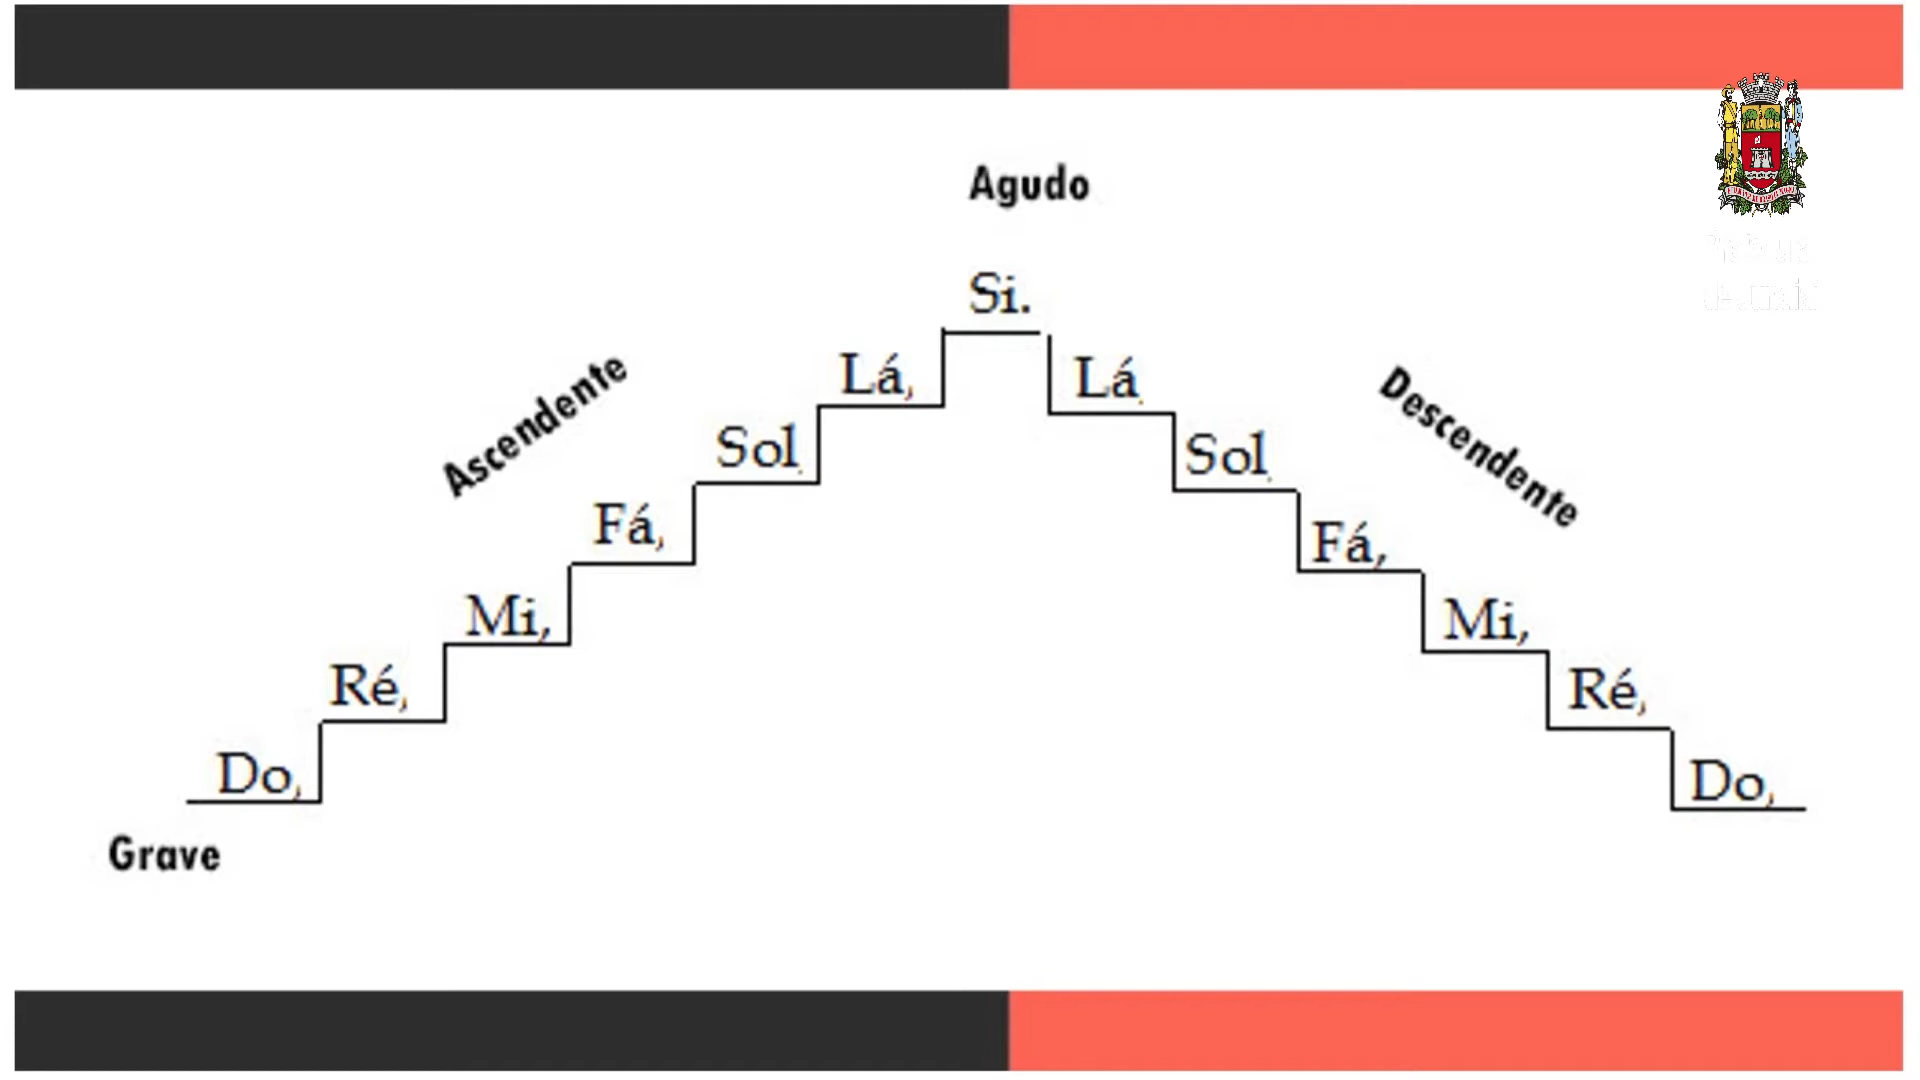 Agudo
Si.
Lá, Lá
Ascendente Descendente
Sol Sol
Fá, Fá,
Mi, Mi,
Ré, Ré,
Do, Do,
Grave